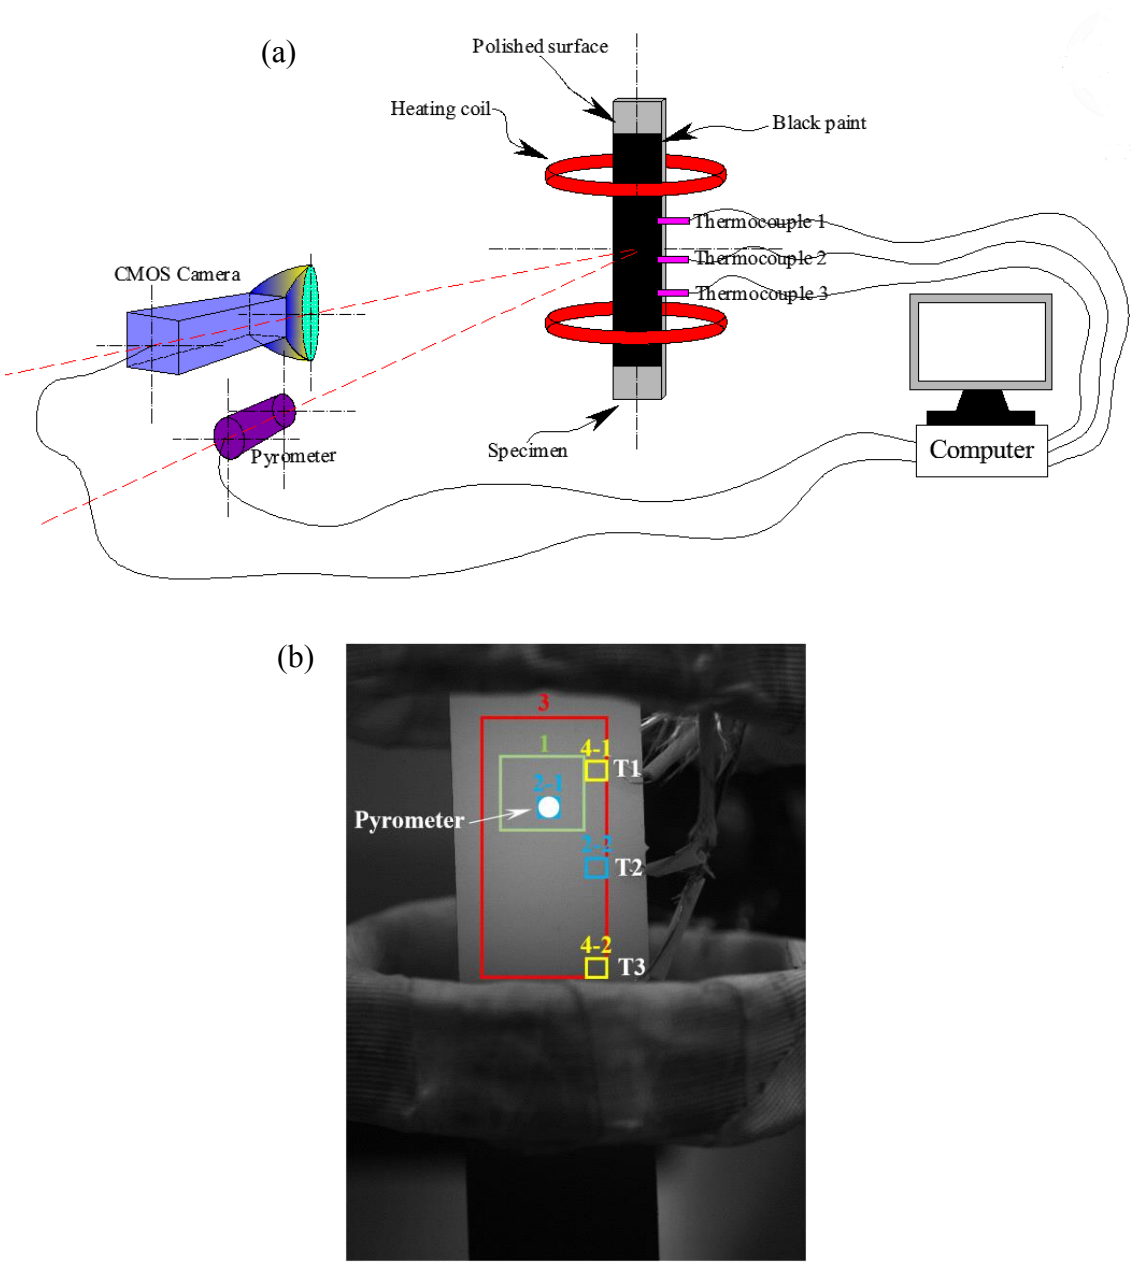 (a)
Polished surface
Heating coil
Black paint
Thermocouple 1
Thermocouple 2
Thermocouple 3
CMOS Camera
Pyrometer
Specimen
Computer
(b)
3
1
4-1
T1
2-1
Pyrometer
2-2
T2
4-2
T3